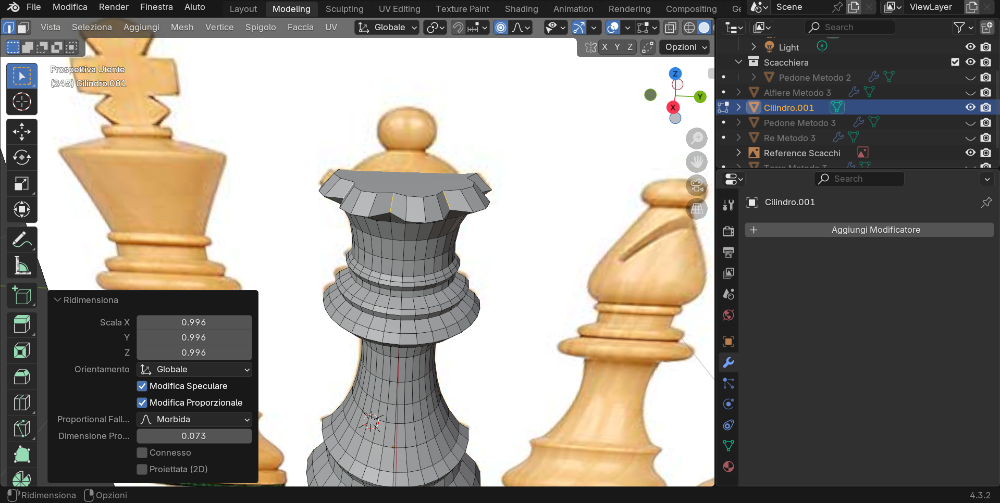 File Modifica Render Finestra Aiuto Layout Modeling Sculpting UV Editing Texture Paint Shading Animation Rendering Compositing Ge Scene ViewLayer
Vista Seleziona Aggiungi Mesh Vertice Spigolo Faccia UV Globale Search
X Y Z Opzioni
Prospettiva Utente
(245) Cilindro.001
Z
Y
X
Light
Scacchiera
Pedone Metodo 2
Alfiere Metodo 3
Cilindro.001
Pedone Metodo 3
Re Metodo 3
Reference Scacchi
Torre Metodo 3
Search
Cilindro.001
Aggiungi Modificatore
Ridimensiona
Scala X 0.996
Y 0.996
Z 0.996
Orientamento Globale
Modifica Speculare
Modifica Proporzionale
Proportional Fall... Morbida
Dimensione Pro... 0.073
Connesso
Proiettata (2D)
Ridimensiona Opzioni 4.3.2